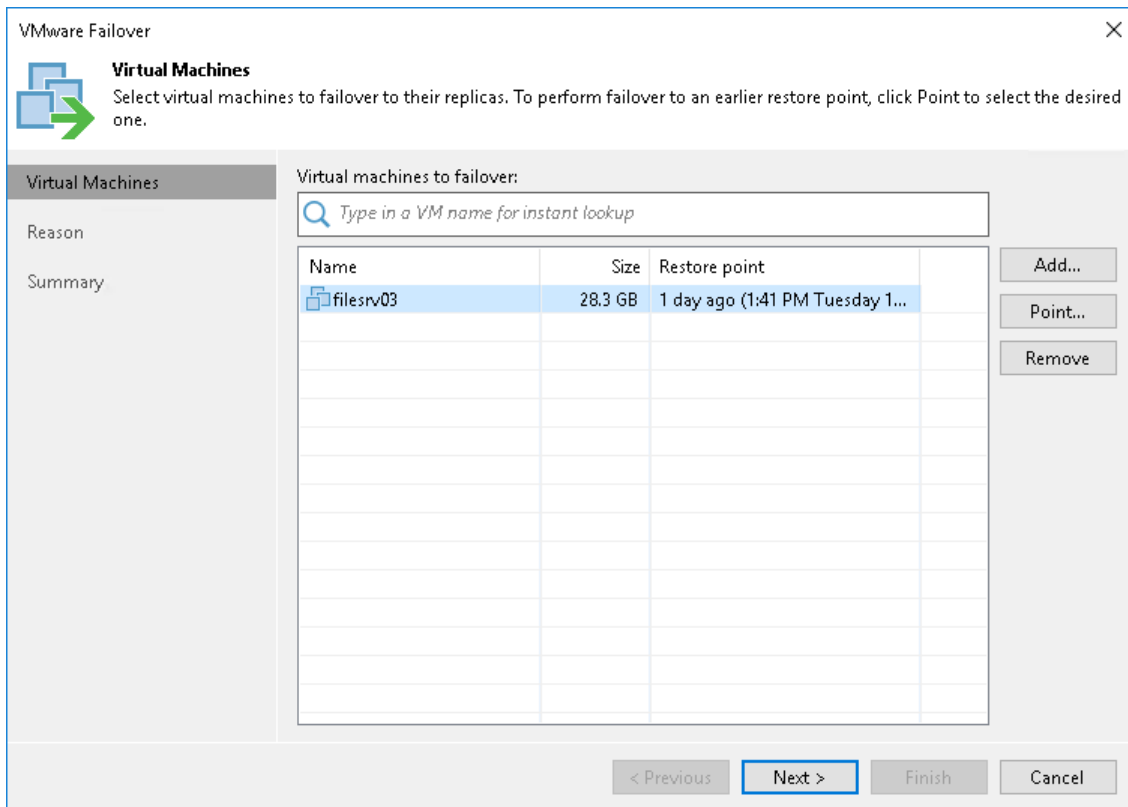 VMware Failover
Virtual Machines
Select virtual machines to failover to their replicas. To perform failover to an earlier restore point, click Point to select the desired
one.
Virtual Machines
Reason
Summary
Virtual machines to failover:
Type in a VM name for instant lookup
Name Size Restore point
filesrv03 28.3 GB 1 day ago (1:41 PM Tuesday 1...
Add...
Point...
Remove
< Previous Next > Finish Cancel